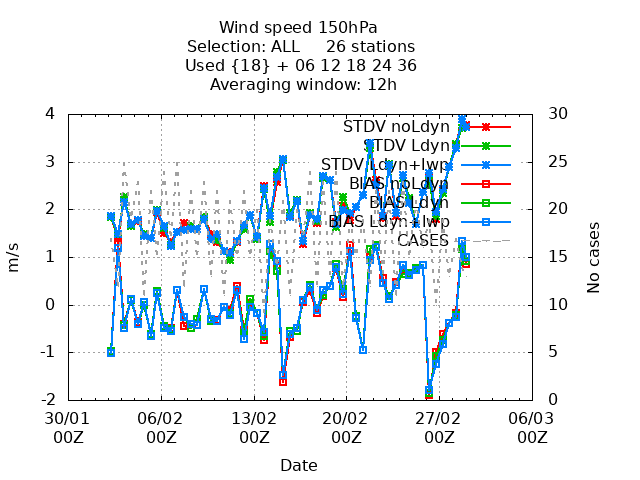 Wind speed 150hPa
Selection: ALL 26 stations
Used {18} + 06 12 18 24 36
Averaging window: 12h
STDV noLdyn
STDV Ldyn
STDV Ldyn+lwp
BIAS noLdyn
BIAS Ldyn
BIAS Ldyn+lwp
CASES
m/s
4
3
2
1
0
-1
-2
No cases
30
25
20
15
10
5
0
30/01 06/02 13/02 20/02 27/02 06/03
00Z 00Z 00Z 00Z 00Z 00Z
Date